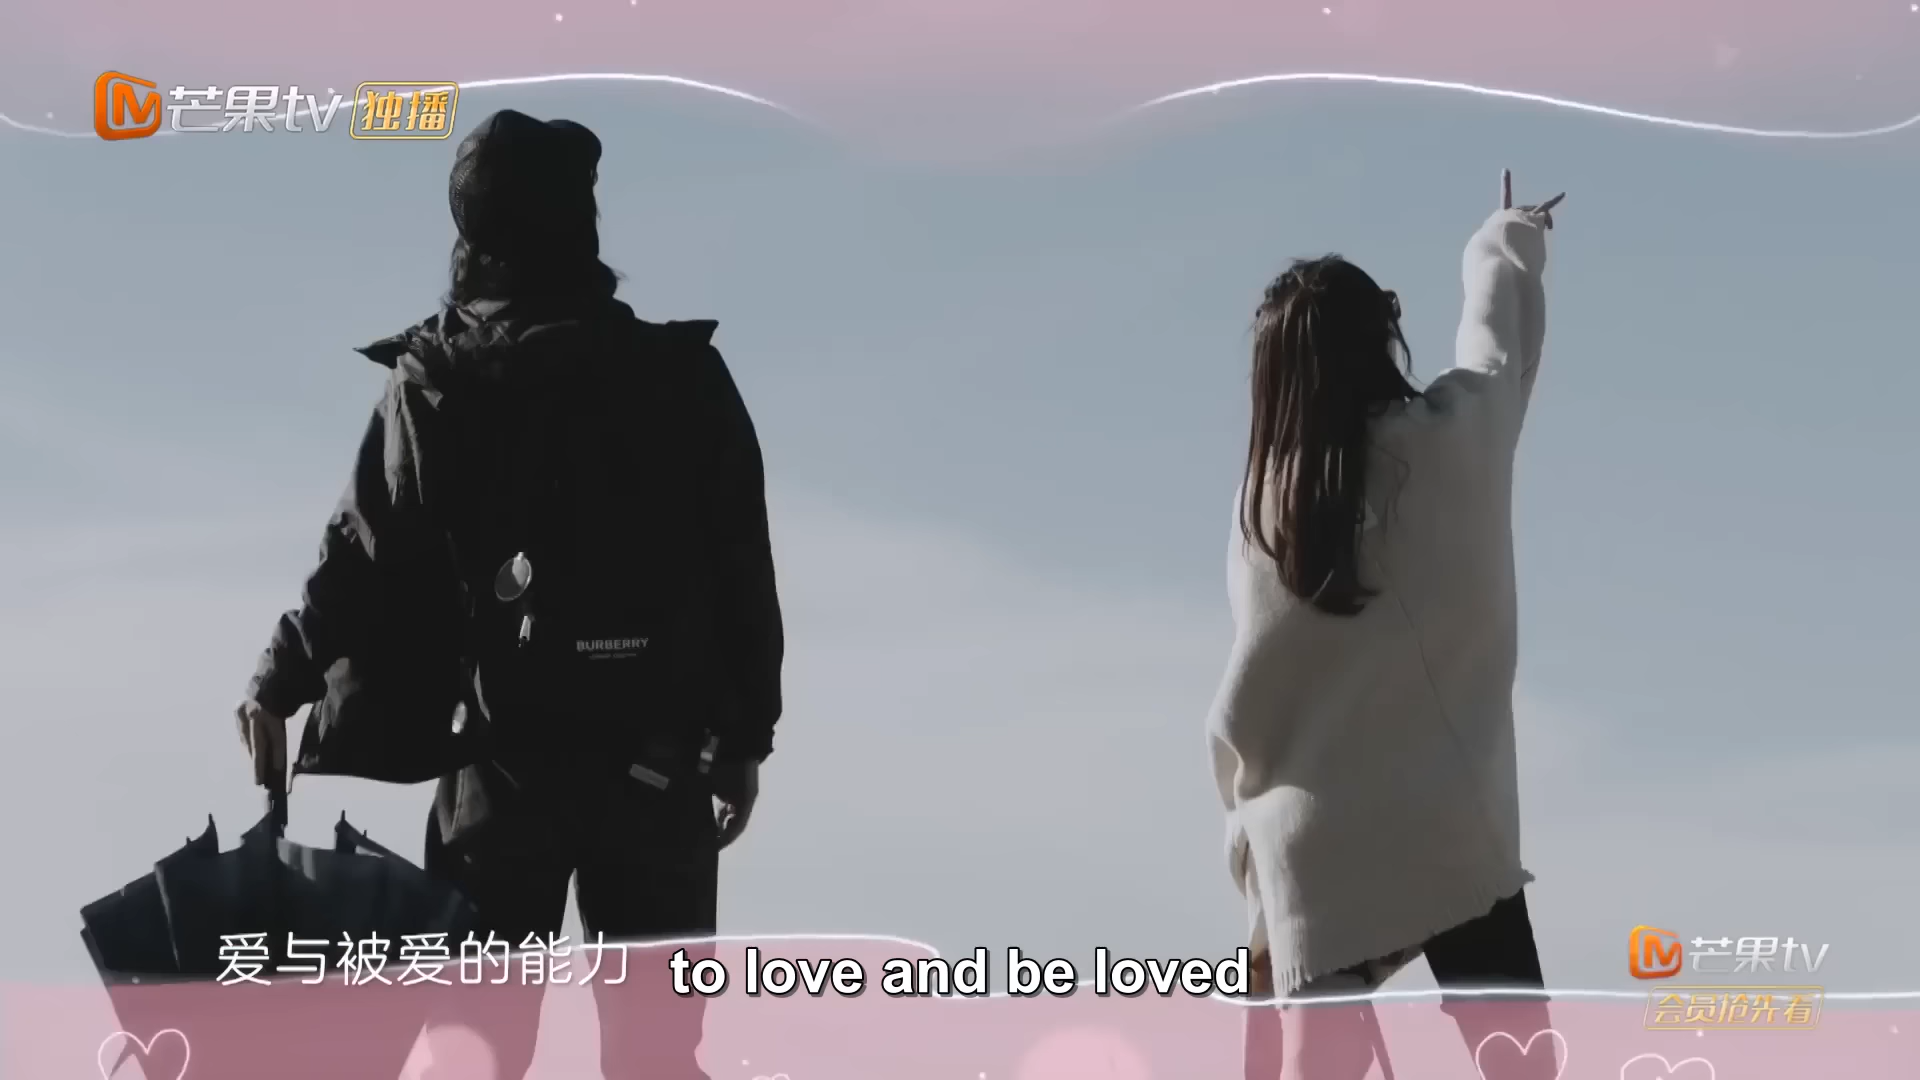 芒果tv 独播
BURBERRY
爱与被爱的能力
to love and be loved
芒果tv
会员抢先看